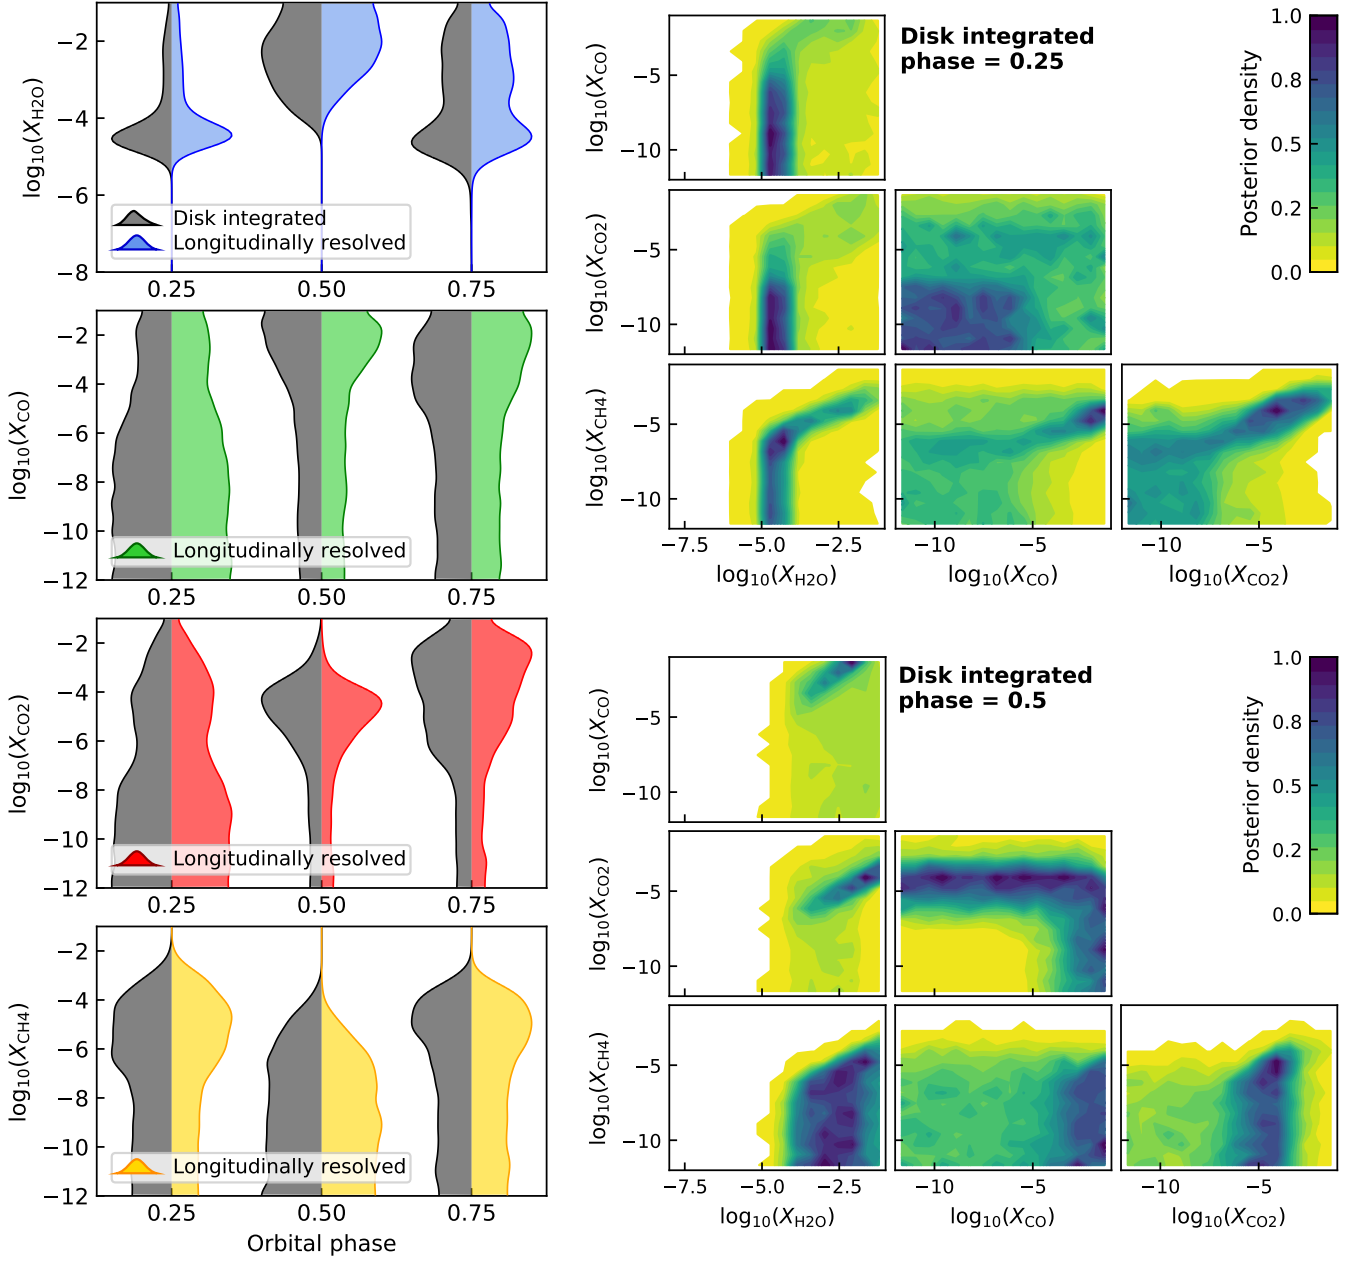 log10(XH2O)
−2
−4
−6
−8
Disk integrated
Longitudinally resolved
0.25 0.50 0.75
log10(XCO)
−2
−4
−6
−8
−10
−12
Longitudinally resolved
0.25 0.50 0.75
log10(XCO2)
−2
−4
−6
−8
−10
−12
Longitudinally resolved
0.25 0.50 0.75
log10(XCH4)
−2
−4
−6
−8
−10
−12
Longitudinally resolved
0.25 0.50 0.75
Orbital phase
Disk integrated
phase = 0.25
log10(XCO)
−5
−10
log10(XCO2)
−5
−10
log10(XCH4)
−5
−10
−7.5 −5.0 −2.5
−10 −5
−10 −5
log10(XH2O)
log10(XCO)
log10(XCO2)
Posterior density
1.0
0.8
0.5
0.2
0.0
Disk integrated
phase = 0.5
log10(XCO)
−5
−10
log10(XCO2)
−5
−10
log10(XCH4)
−5
−10
−7.5 −5.0 −2.5
−10 −5
−10 −5
log10(XH2O)
log10(XCO)
log10(XCO2)
Posterior density
1.0
0.8
0.5
0.2
0.0